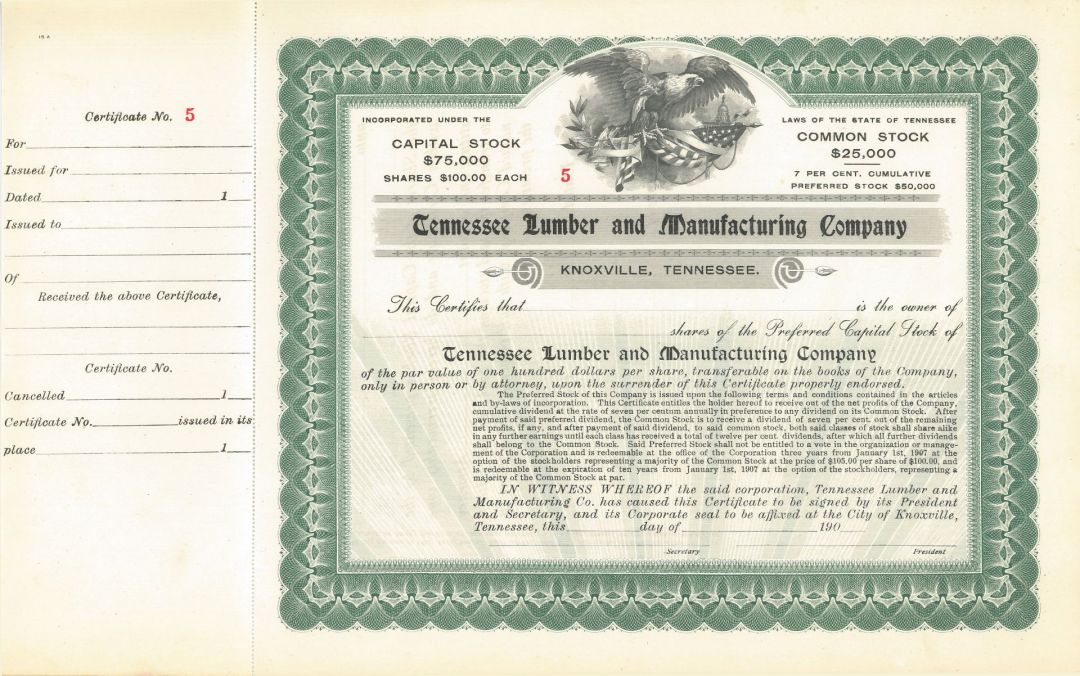 Certificate No. 5
For
Issued for
Dated 1
Issued to
Of
Received the above Certificate,
Certificate No.
Cancelled 1
Certificate No. issued in its
place 1
INCORPORATED UNDER THE
LAWS OF THE STATE OF TENNESSEE
CAPITAL STOCK
$75,000
SHARES $100.00 EACH
5
COMMON STOCK
$25,000
7 PER CENT. CUMULATIVE
PREFERRED STOCK $50,000
Tennessee Lumber and Manufacturing Company
KNOXVILLE, TENNESSEE.
This Certifies that is the owner of
shares of the Preferred Capital Stock of
Tennessee Lumber and Manufacturing Company
of the par value of one hundred dollars per share, transferable on the books of the Company,
only in person or by attorney, upon the surrender of this Certificate properly endorsed.
The Preferred Stock of this Company is issued upon the following terms and conditions contained in the articles
and by-laws of incorporation. This Certificate entitles the holder hereof to receive out of the net profits of the Company,
cumulative dividend at the rate of seven per centum annually in preference to any dividend on its Common Stock. After
payment of said preferred dividend, the Common Stock is to receive a dividend of seven per cent. out of the remaining
net profits, if any, and after payment of said dividend, to said common stock, both said classes of stock shall share alike
in any further earnings until each class has received a total of twelve per cent. dividends, after which all further dividends
shall belong to the Common Stock. Said Preferred Stock shall not be entitled to a vote in the organization or manage-
ment of the Corporation and is redeemable at the office of the Corporation three years from January 1st, 1907 at the
option of the stockholders representing a majority of the Common Stock at the price of $105.00 per share of $100.00, and
is redeemable at the expiration of ten years from January 1st, 1907 at the option of the stockholders, representing a
majority of the Common Stock at par.
IN WITNESS WHEREOF the said corporation, Tennessee Lumber and
Manufacturing Co. has caused this Certificate to be signed by its President
and Secretary, and its Corporate seal to be affixed at the City of Knoxville,
Tennessee, this day of 190
Secretary President